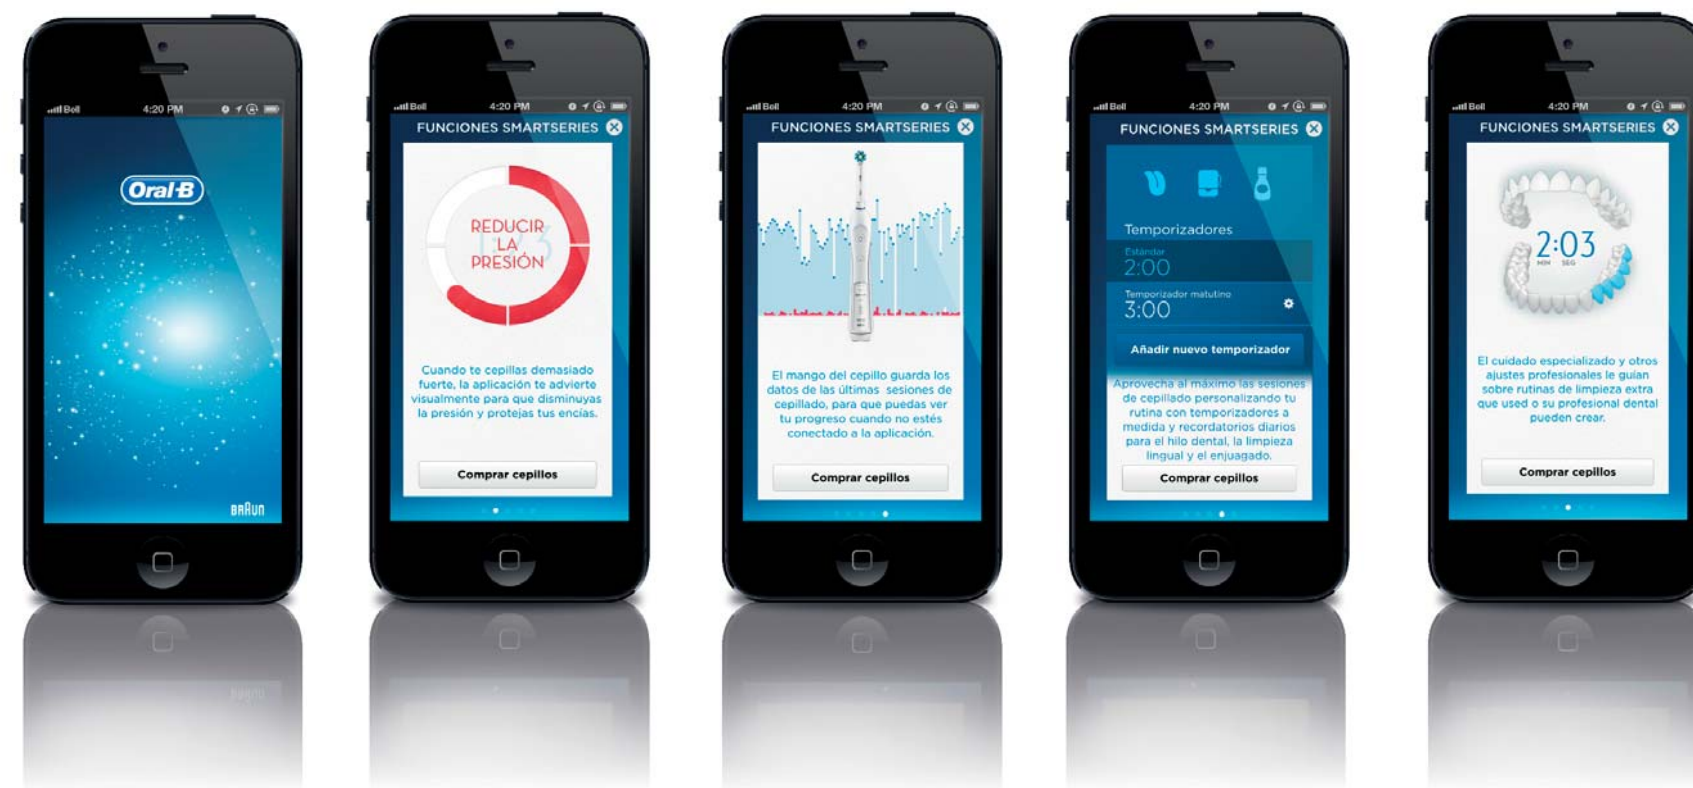 Bell 4:20 PM
Oral-B
BRAUN
Bell 4:20 PM
FUNCIONES SMARTSERIES
REDUCIR
LA
PRESIÓN
Cuando te cepillas demasiado
fuerte, la aplicación te advierte
visualmente para que disminuyas
la presión y protejas tus encías.
Comprar cepillos
Bell 4:20 PM
FUNCIONES SMARTSERIES
El mango del cepillo guarda los
datos de las últimas sesiones de
cepillado, para que puedas ver
tu progreso cuando no estés
conectado a la aplicación.
Comprar cepillos
Bell 4:20 PM
FUNCIONES SMARTSERIES
Temporizadores
Estándar
2:00
Temporizador matutino
3:00
Añadir nuevo temporizador
Aprovecha al máximo las sesiones
de cepillado personalizando tu
rutina con temporizadores a
medida y recordatorios diarios
para el hilo dental, la limpieza
lingual y el enjuagado.
Comprar cepillos
Bell 4:20 PM
FUNCIONES SMARTSERIES
2:03
MIN SEG
El cuidado especializado y otros
ajustes profesionales le guían
sobre rutinas de limpieza extra
que used o su profesional dental
pueden crear.
Comprar cepillos